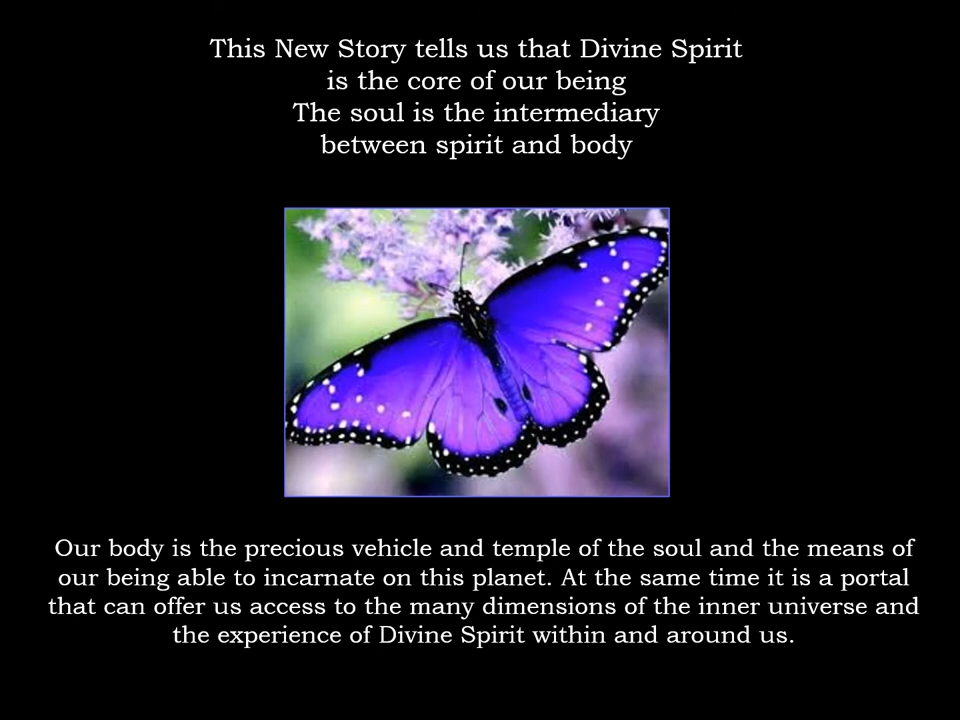 This New Story tells us that Divine Spirit
is the core of our being
The soul is the intermediary
between spirit and body
Our body is the precious vehicle and temple of the soul and the means of
our being able to incarnate on this planet. At the same time it is a portal
that can offer us access to the many dimensions of the inner universe and
the experience of Divine Spirit within and around us.